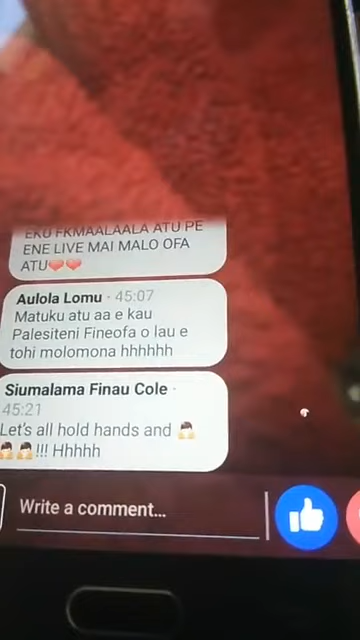 EKU FKMAALAALA ATU PE
ENE LIVE MAI MALO OFA
ATU❤️❤️
Aulola Lomu · 45:07
Matuku atu aa e kau
Palesiteni Fineofa o lau e
tohi molomona hhhhhh
Siumalama Finau Cole ·
45:21
Let's all hold hands and 🙇
🙇🙇!!! Hhhhh
Write a comment...